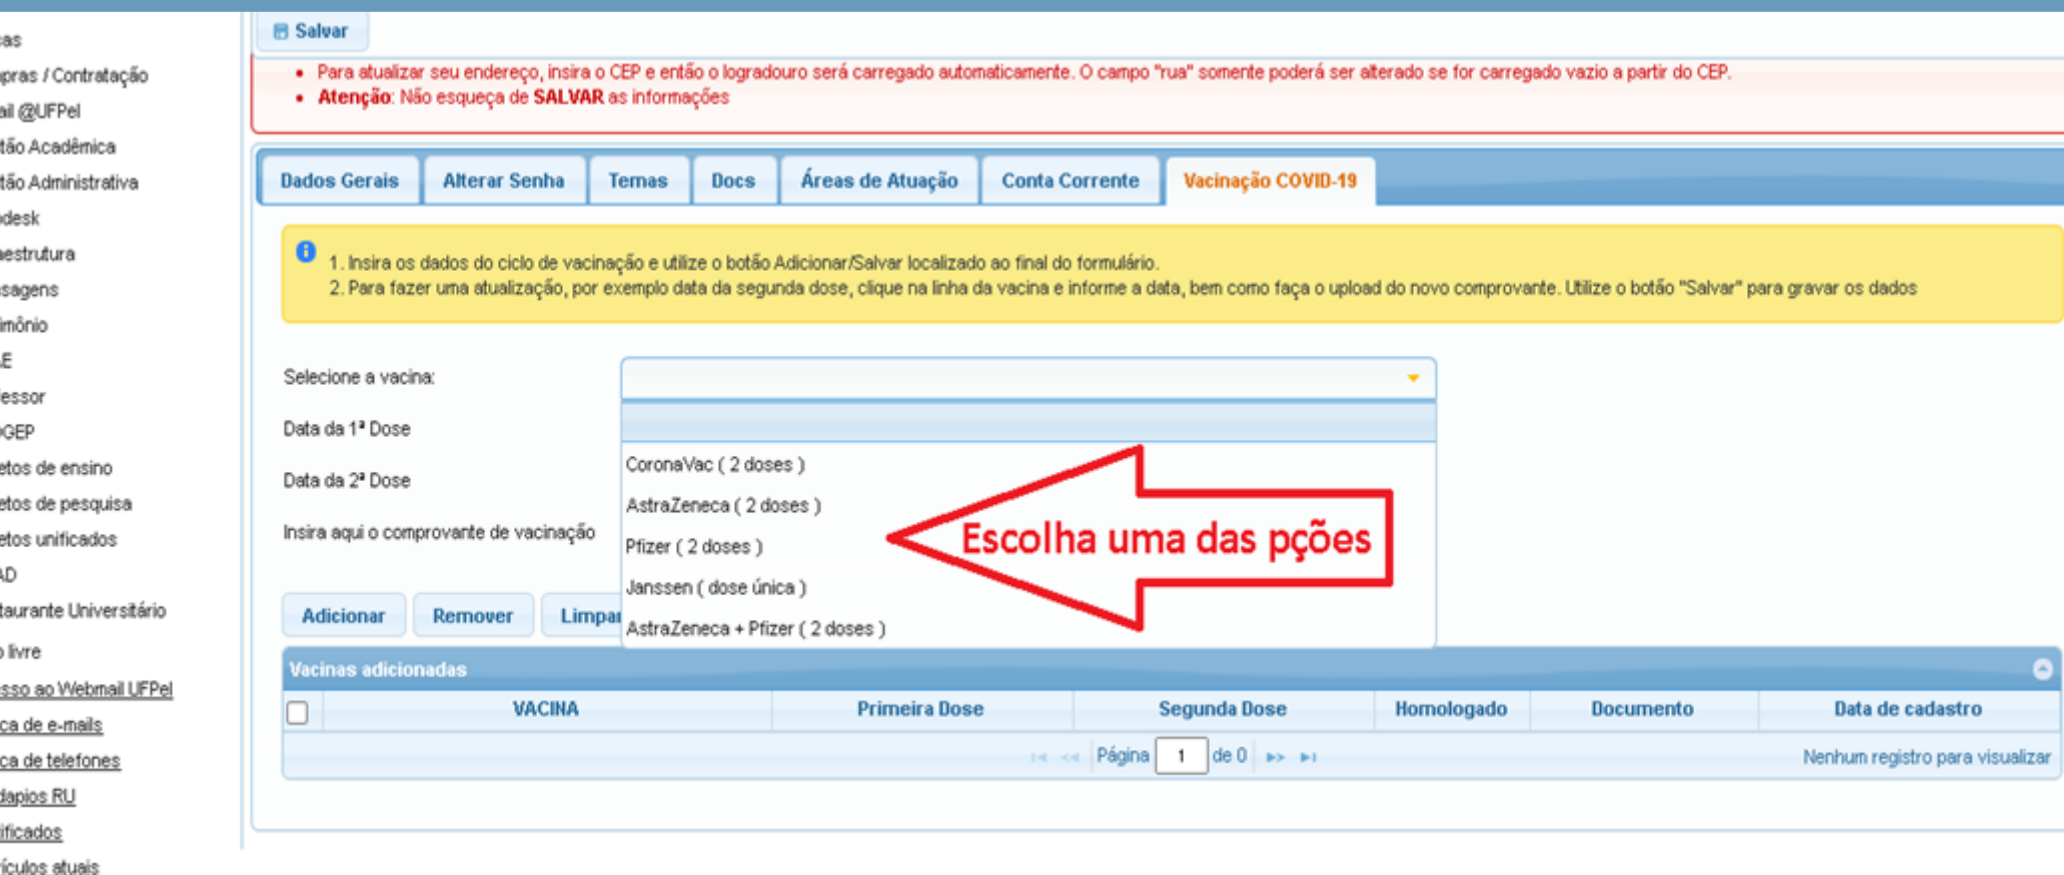 Salvar
Para atualizar seu endereço, insira o CEP e então o logradouro será carregado automaticamente. O campo "rua" somente poderá ser alterado se for carregado vazio a partir do CEP.
Atenção: Não esqueça de SALVAR as informações
Dados Gerais Alterar Senha Temas Docs Áreas de Atuação Conta Corrente Vacinação COVID-19
1. Insira os dados do ciclo de vacinação e utilize o botão Adicionar/Salvar localizado ao final do formulário.
2. Para fazer uma atualização, por exemplo data da segunda dose, clique na linha da vacina e informe a data, bem como faça o upload do novo comprovante. Utilize o botão "Salvar" para gravar os dados
Selecione a vacina:
Data da 1ª Dose
Data da 2ª Dose
Insira aqui o comprovante de vacinação
CoronaVac ( 2 doses )
AstraZeneca ( 2 doses )
Pfizer ( 2 doses )
Janssen ( dose única )
AstraZeneca + Pfizer ( 2 doses )
Escolha uma das pções
Adicionar Remover Limpar
Vacinas adicionadas
VACINA Primeira Dose Segunda Dose Homologado Documento Data de cadastro
Página 1 de 0 Nenhum registro para visualizar
sas
pras / Contratação
ail @UFPel
tão Acadêmica
tão Administrativa
odesk
aestrutura
sagens
imônio
AE
essor
OGEP
etos de ensino
etos de pesquisa
etos unificados
AD
taurante Universitário
o livre
sso ao Webmail UFPel
ca de e-mails
ca de telefones
dapios RU
ificados
ículos atuais